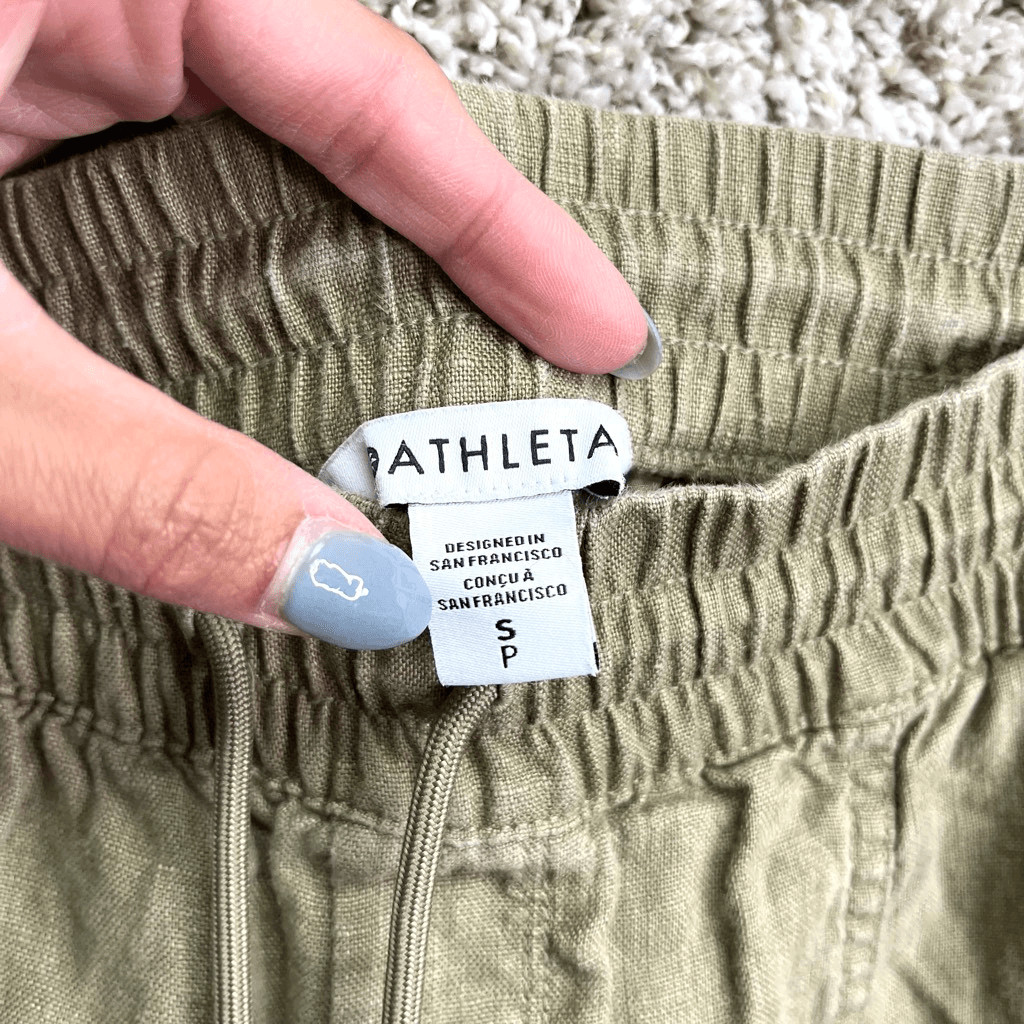 ATHLETA
DESIGNED IN
SAN FRANCISCO
CONÇU À
SAN FRANCISCO
S
P